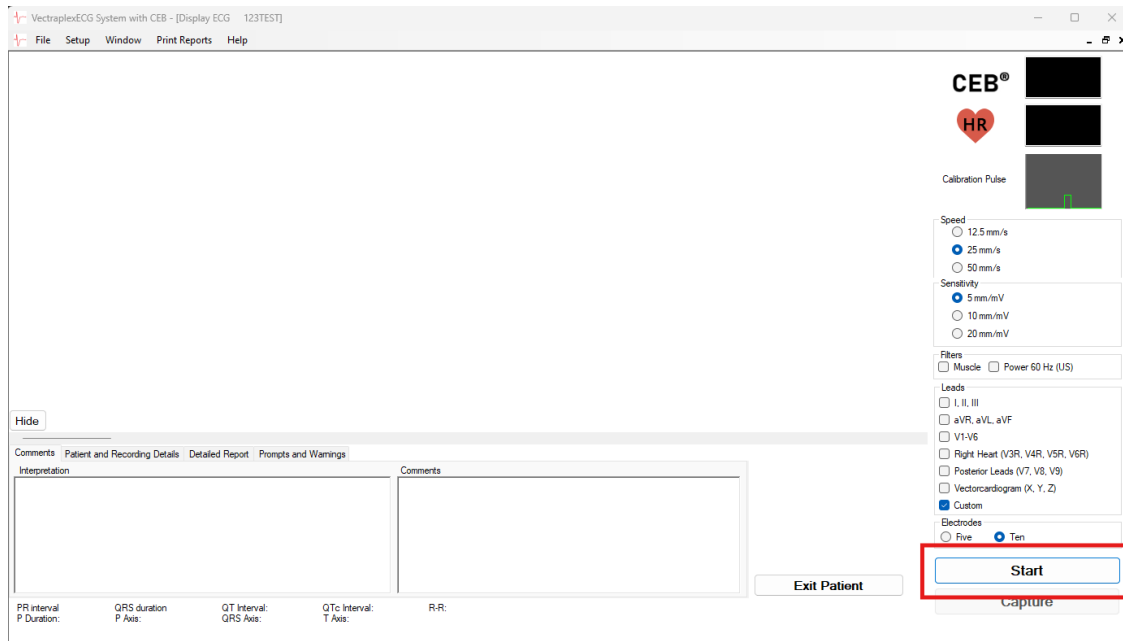 VectraplexECG System with CEB - [Display ECG 123TEST]
File Setup Window Print Reports Help
CEB®
HR
Calibration Pulse
Speed
12.5 mm/s
25 mm/s
50 mm/s
Sensitivity
5 mm/mV
10 mm/mV
20 mm/mV
Filters
Muscle Power 60 Hz (US)
Leads
I, II, III
aVR, aVL, aVF
V1-V6
Right Heart (V3R, V4R, V5R, V6R)
Posterior Leads (V7, V8, V9)
Vectorcardiogram (X, Y, Z)
Custom
Electrodes
Five Ten
Start
Capture
Hide
Comments Patient and Recording Details Detailed Report Prompts and Warnings
Interpretation Comments
Exit Patient
PR interval QRS duration QT Interval: QTc Interval: R-R:
P Duration: P Axis: QRS Axis: T Axis: